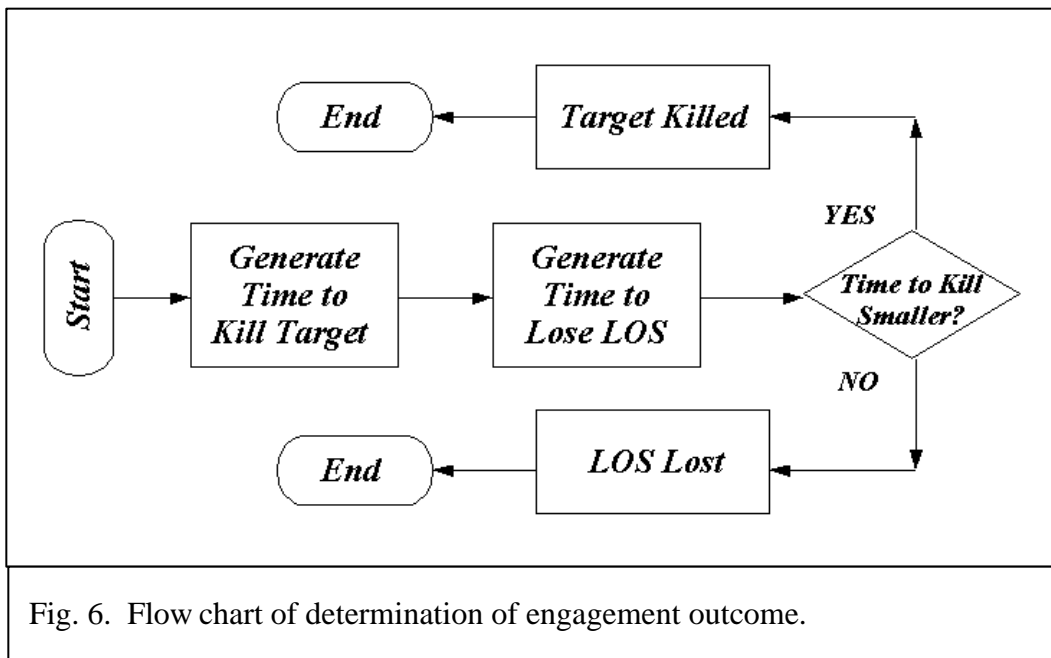 End
Target Killed
YES
Start
Generate
Time to
Kill Target
Generate
Time to
Lose LOS
Time to Kill
Smaller?
NO
End
LOS Lost
Fig. 6. Flow chart of determination of engagement outcome.